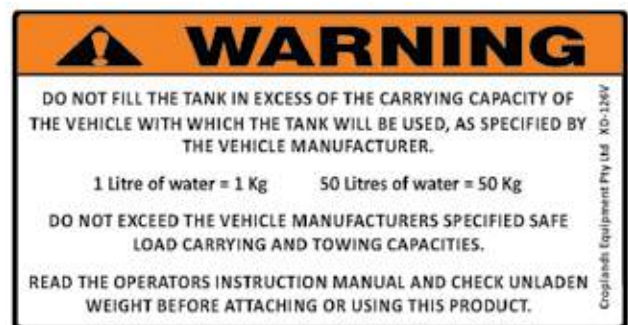 WARNING
DO NOT FILL THE TANK IN EXCESS OF THE CARRYING CAPACITY OF
THE VEHICLE WITH WHICH THE TANK WILL BE USED, AS SPECIFIED BY
THE VEHICLE MANUFACTURER.
1 Litre of water = 1 Kg 50 Litres of water = 50 Kg
DO NOT EXCEED THE VEHICLE MANUFACTURERS SPECIFIED SAFE
LOAD CARRYING AND TOWING CAPACITIES.
READ THE OPERATORS INSTRUCTION MANUAL AND CHECK UNLADEN
WEIGHT BEFORE ATTACHING OR USING THIS PRODUCT.
Croplands Equipment Pty Ltd XD-126V